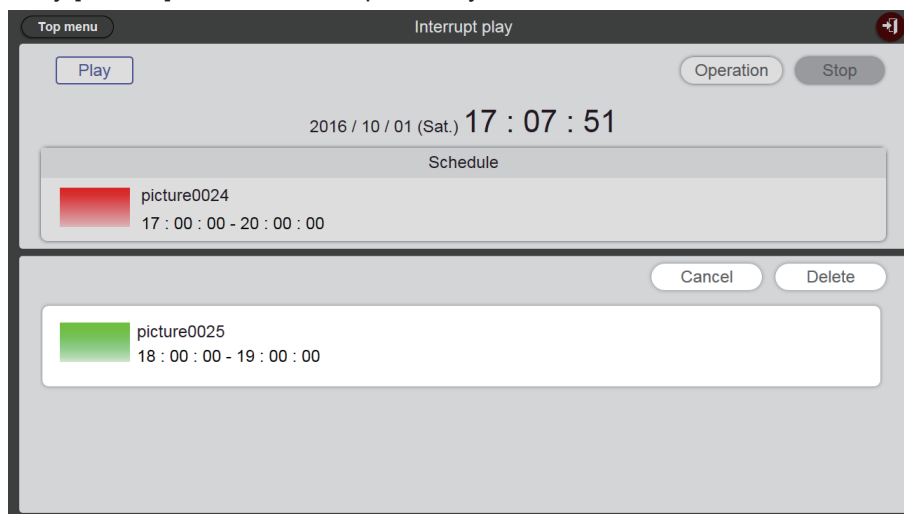 Top menu
Interrupt play
Play
Operation
Stop
2016 / 10 / 01 (Sat.) 17 : 07 : 51
Schedule
picture0024
17 : 00 : 00 - 20 : 00 : 00
Cancel
Delete
picture0025
18 : 00 : 00 - 19 : 00 : 00